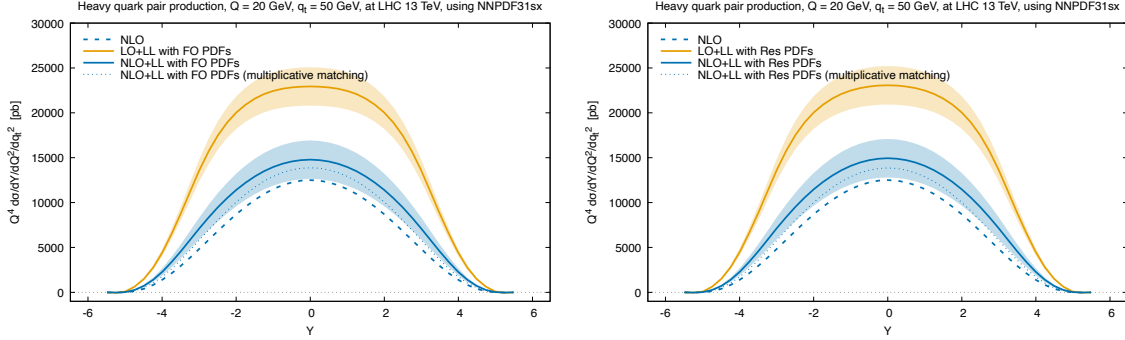 Heavy quark pair production, Q = 20 GeV, qt = 50 GeV, at LHC 13 TeV, using NNPDF31sx
NLO
LO+LL with FO PDFs
NLO+LL with FO PDFs
NLO+LL with FO PDFs (multiplicative matching)
Q⁴ dσ/dY/dQ²/dqt² [pb]
30000
25000
20000
15000
10000
5000
0
-6 -4 -2 0 2 4 6
Y
Heavy quark pair production, Q = 20 GeV, qt = 50 GeV, at LHC 13 TeV, using NNPDF31sx
NLO
LO+LL with Res PDFs
NLO+LL with Res PDFs
NLO+LL with Res PDFs (multiplicative matching)
Q⁴ dσ/dY/dQ²/dqt² [pb]
30000
25000
20000
15000
10000
5000
0
-6 -4 -2 0 2 4 6
Y